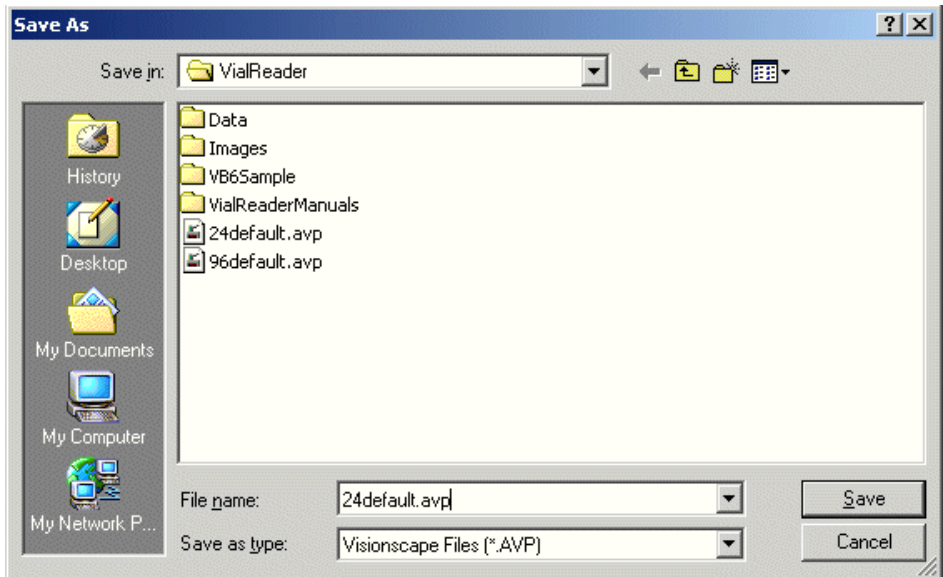 Save As
Save in: VialReader
History
Desktop
My Documents
My Computer
My Network P...
Data
Images
VB6Sample
VialReaderManuals
24default.avp
96default.avp
File name: 24default.avp Save
Save as type: Visionscape Files (*.AVP) Cancel